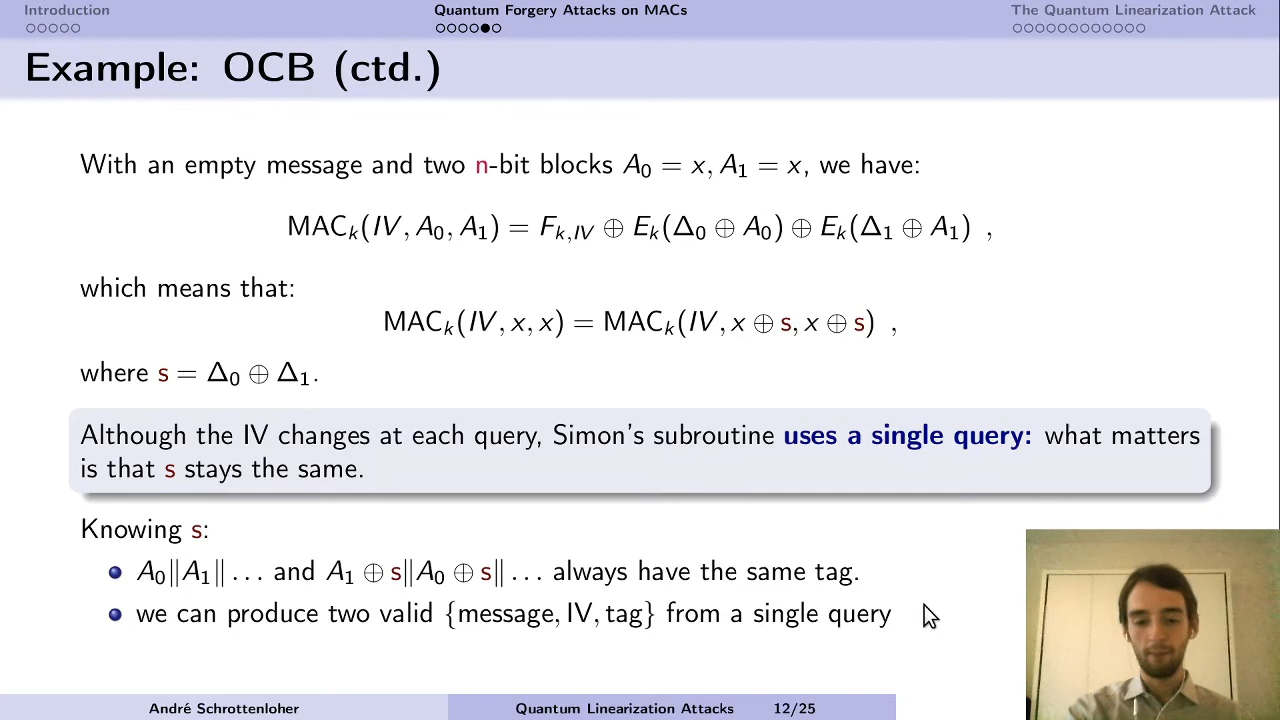 Introduction
Quantum Forgery Attacks on MACs
The Quantum Linearization Attack
Example: OCB (ctd.)
With an empty message and two n-bit blocks A₀ = x, A₁ = x, we have:
MACₖ(IV, A₀, A₁) = Fₖ,IV ⊕ Eₖ(Δ₀ ⊕ A₀) ⊕ Eₖ(Δ₁ ⊕ A₁) ,
which means that:
MACₖ(IV, x, x) = MACₖ(IV, x ⊕ s, x ⊕ s) ,
where s = Δ₀ ⊕ Δ₁.
Although the IV changes at each query, Simon's subroutine uses a single query: what matters
is that s stays the same.
Knowing s:
A₀‖A₁‖ . . . and A₁ ⊕ s‖A₀ ⊕ s‖ . . . always have the same tag.
we can produce two valid {message, IV, tag} from a single query
André Schrottenloher
Quantum Linearization Attacks
12/25